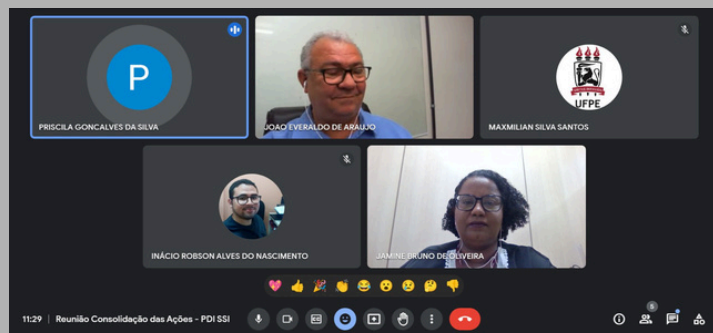 P
PRISCILA GONCALVES DA SILVA
JOAO EVERALDO DE ARAUJO
UFPE
MAXMILIAN SILVA SANTOS
INÁCIO ROBSON ALVES DO NASCIMENTO
JAMINE BRUNO DE OLIVEIRA
11:29 | Reunião Consolidação das Ações - PDI SSI
5